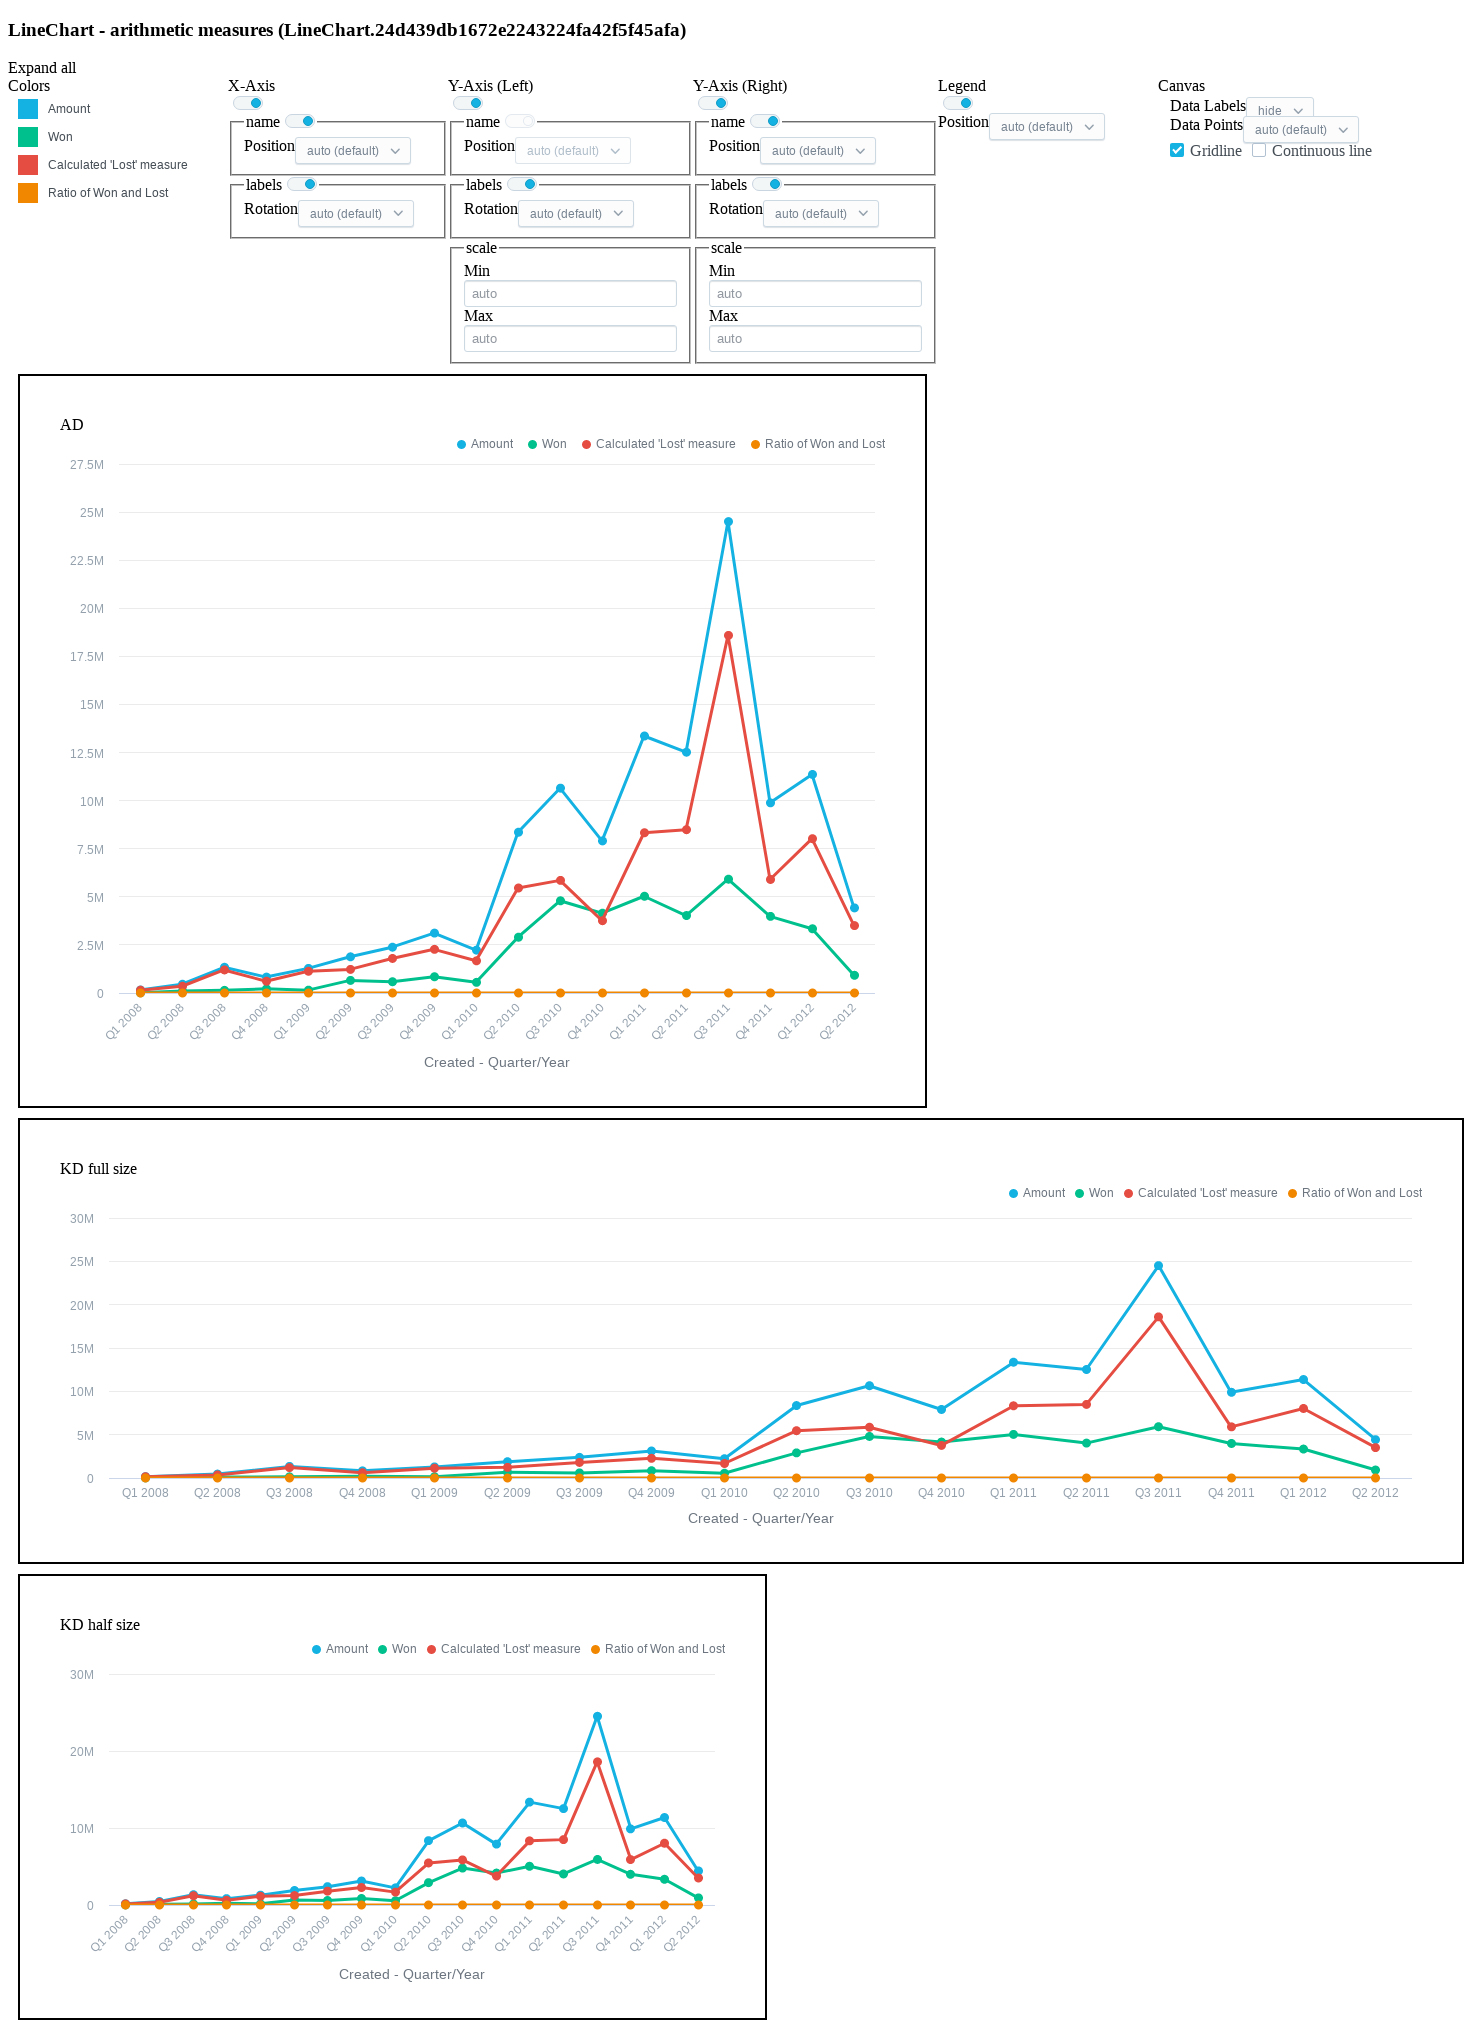 LineChart - arithmetic measures (LineChart.24d439db1672e2243224fa42f5f45afa)
Expand all
Colors
Amount
Won
Calculated 'Lost' measure
Ratio of Won and Lost
X-Axis
name
Position auto (default)
labels
Rotation auto (default)
Y-Axis (Left)
name
Position auto (default)
labels
Rotation auto (default)
scale
Min
auto
Max
auto
Y-Axis (Right)
name
Position auto (default)
labels
Rotation auto (default)
scale
Min
auto
Max
auto
Legend
Position auto (default)
Canvas
Data Labels hide
Data Points auto (default)
Gridline Continuous line
AD
Amount Won Calculated 'Lost' measure Ratio of Won and Lost
27.5M
25M
22.5M
20M
17.5M
15M
12.5M
10M
7.5M
5M
2.5M
0
Q1 2008 Q2 2008 Q3 2008 Q4 2008 Q1 2009 Q2 2009 Q3 2009 Q4 2009 Q1 2010 Q2 2010 Q3 2010 Q4 2010 Q1 2011 Q2 2011 Q3 2011 Q4 2011 Q1 2012 Q2 2012
Created - Quarter/Year
KD full size
Amount Won Calculated 'Lost' measure Ratio of Won and Lost
30M
25M
20M
15M
10M
5M
0
Q1 2008 Q2 2008 Q3 2008 Q4 2008 Q1 2009 Q2 2009 Q3 2009 Q4 2009 Q1 2010 Q2 2010 Q3 2010 Q4 2010 Q1 2011 Q2 2011 Q3 2011 Q4 2011 Q1 2012 Q2 2012
Created - Quarter/Year
KD half size
Amount Won Calculated 'Lost' measure Ratio of Won and Lost
30M
20M
10M
0
Q1 2008 Q2 2008 Q3 2008 Q4 2008 Q1 2009 Q2 2009 Q3 2009 Q4 2009 Q1 2010 Q2 2010 Q3 2010 Q4 2010 Q1 2011 Q2 2011 Q3 2011 Q4 2011 Q1 2012 Q2 2012
Created - Quarter/Year